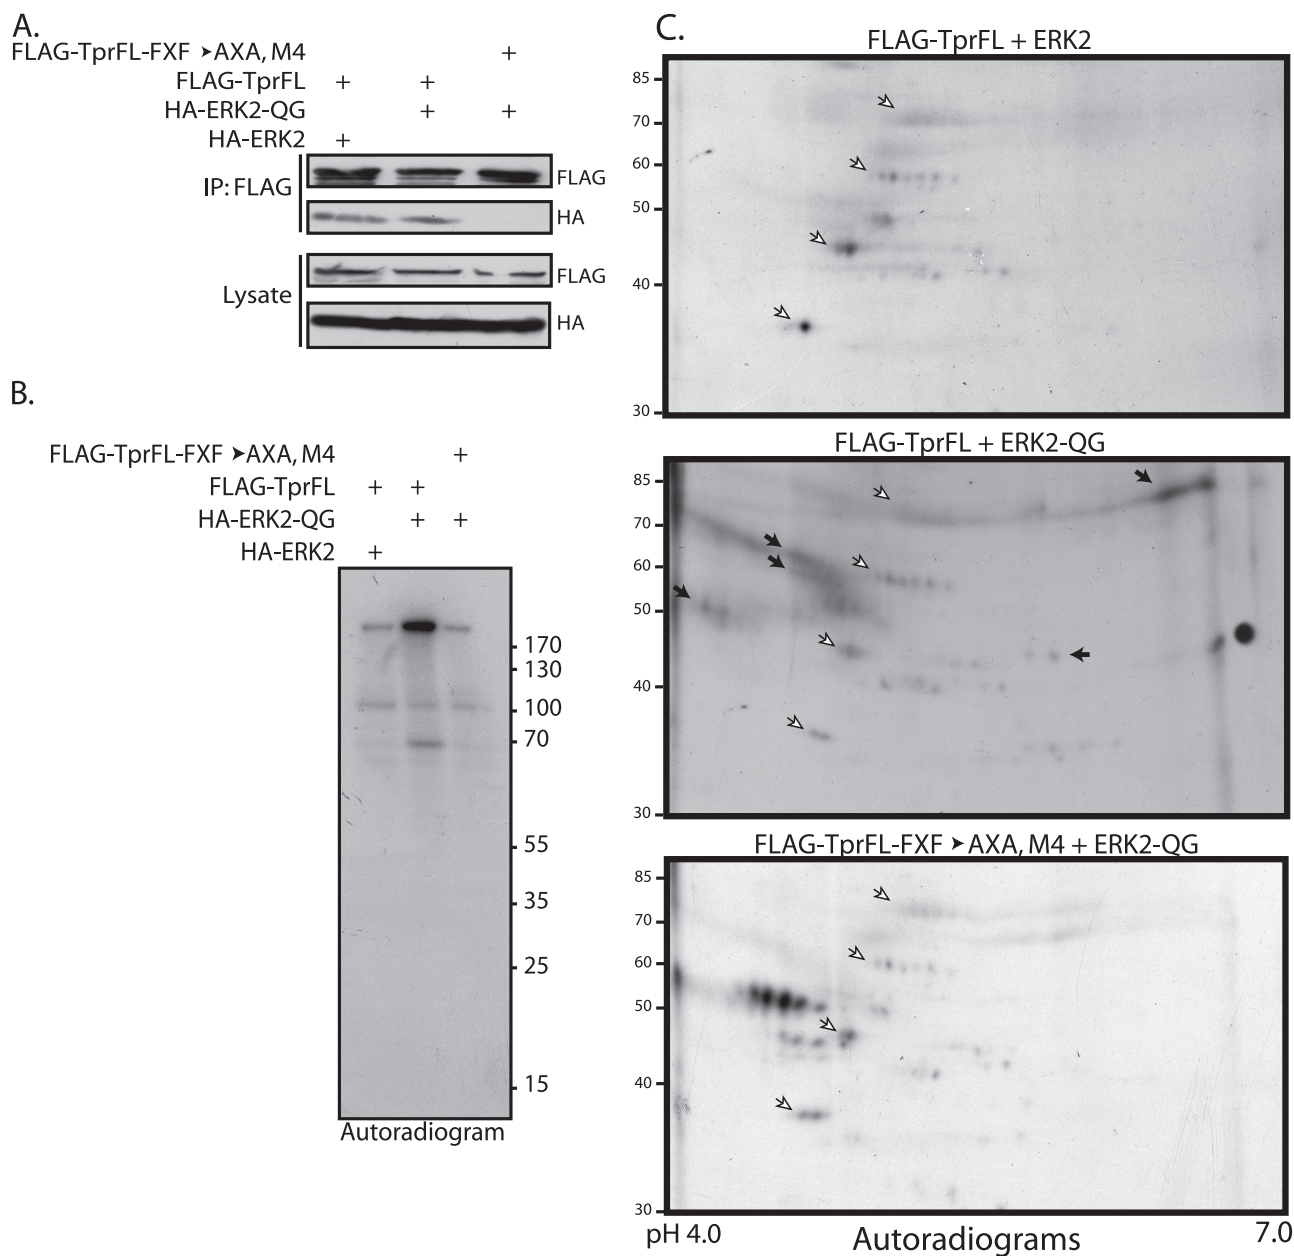 A.
FLAG-TprFL-FXF ➤AXA, M4 +
FLAG-TprFL + +
HA-ERK2-QG + +
HA-ERK2 +
IP: FLAG
FLAG
HA
Lysate
FLAG
HA
B.
FLAG-TprFL-FXF ➤AXA, M4 +
FLAG-TprFL + +
HA-ERK2-QG + +
HA-ERK2 +
170
130
100
70
55
35
25
15
Autoradiogram
C.
FLAG-TprFL + ERK2
85
70
60
50
40
30
FLAG-TprFL + ERK2-QG
85
70
60
50
40
30
FLAG-TprFL-FXF ➤AXA, M4 + ERK2-QG
85
70
60
50
40
30
pH 4.0 7.0
Autoradiograms